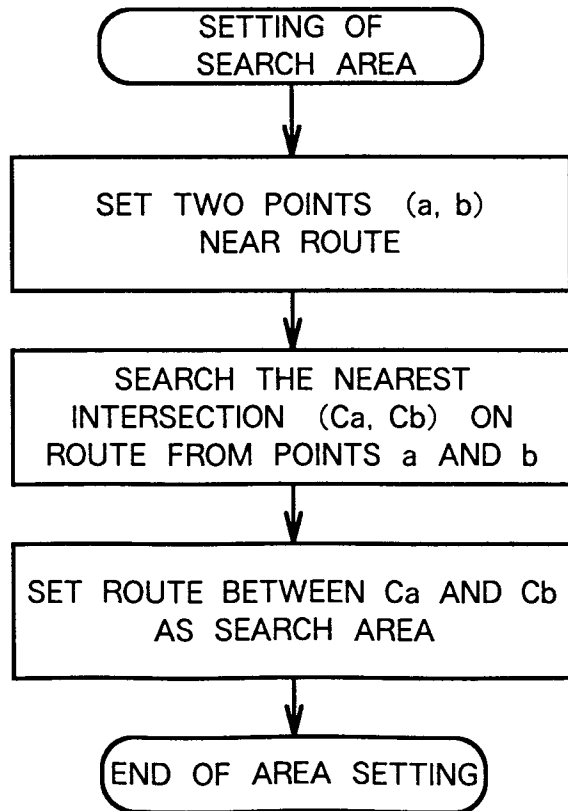 SETTING OF
SEARCH AREA
SET TWO POINTS (a, b)
NEAR ROUTE
SEARCH THE NEAREST
INTERSECTION (Ca, Cb) ON
ROUTE FROM POINTS a AND b
SET ROUTE BETWEEN Ca AND Cb
AS SEARCH AREA
END OF AREA SETTING